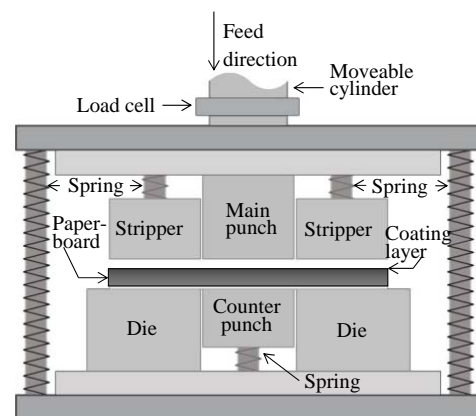 Feed
direction
Moveable
cylinder
Load cell
Spring
Spring
Paper-
board
Stripper
Main
punch
Stripper
Coating
layer
Die
Counter
punch
Die
Spring